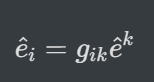 ê_i = g_{ik} ê^k